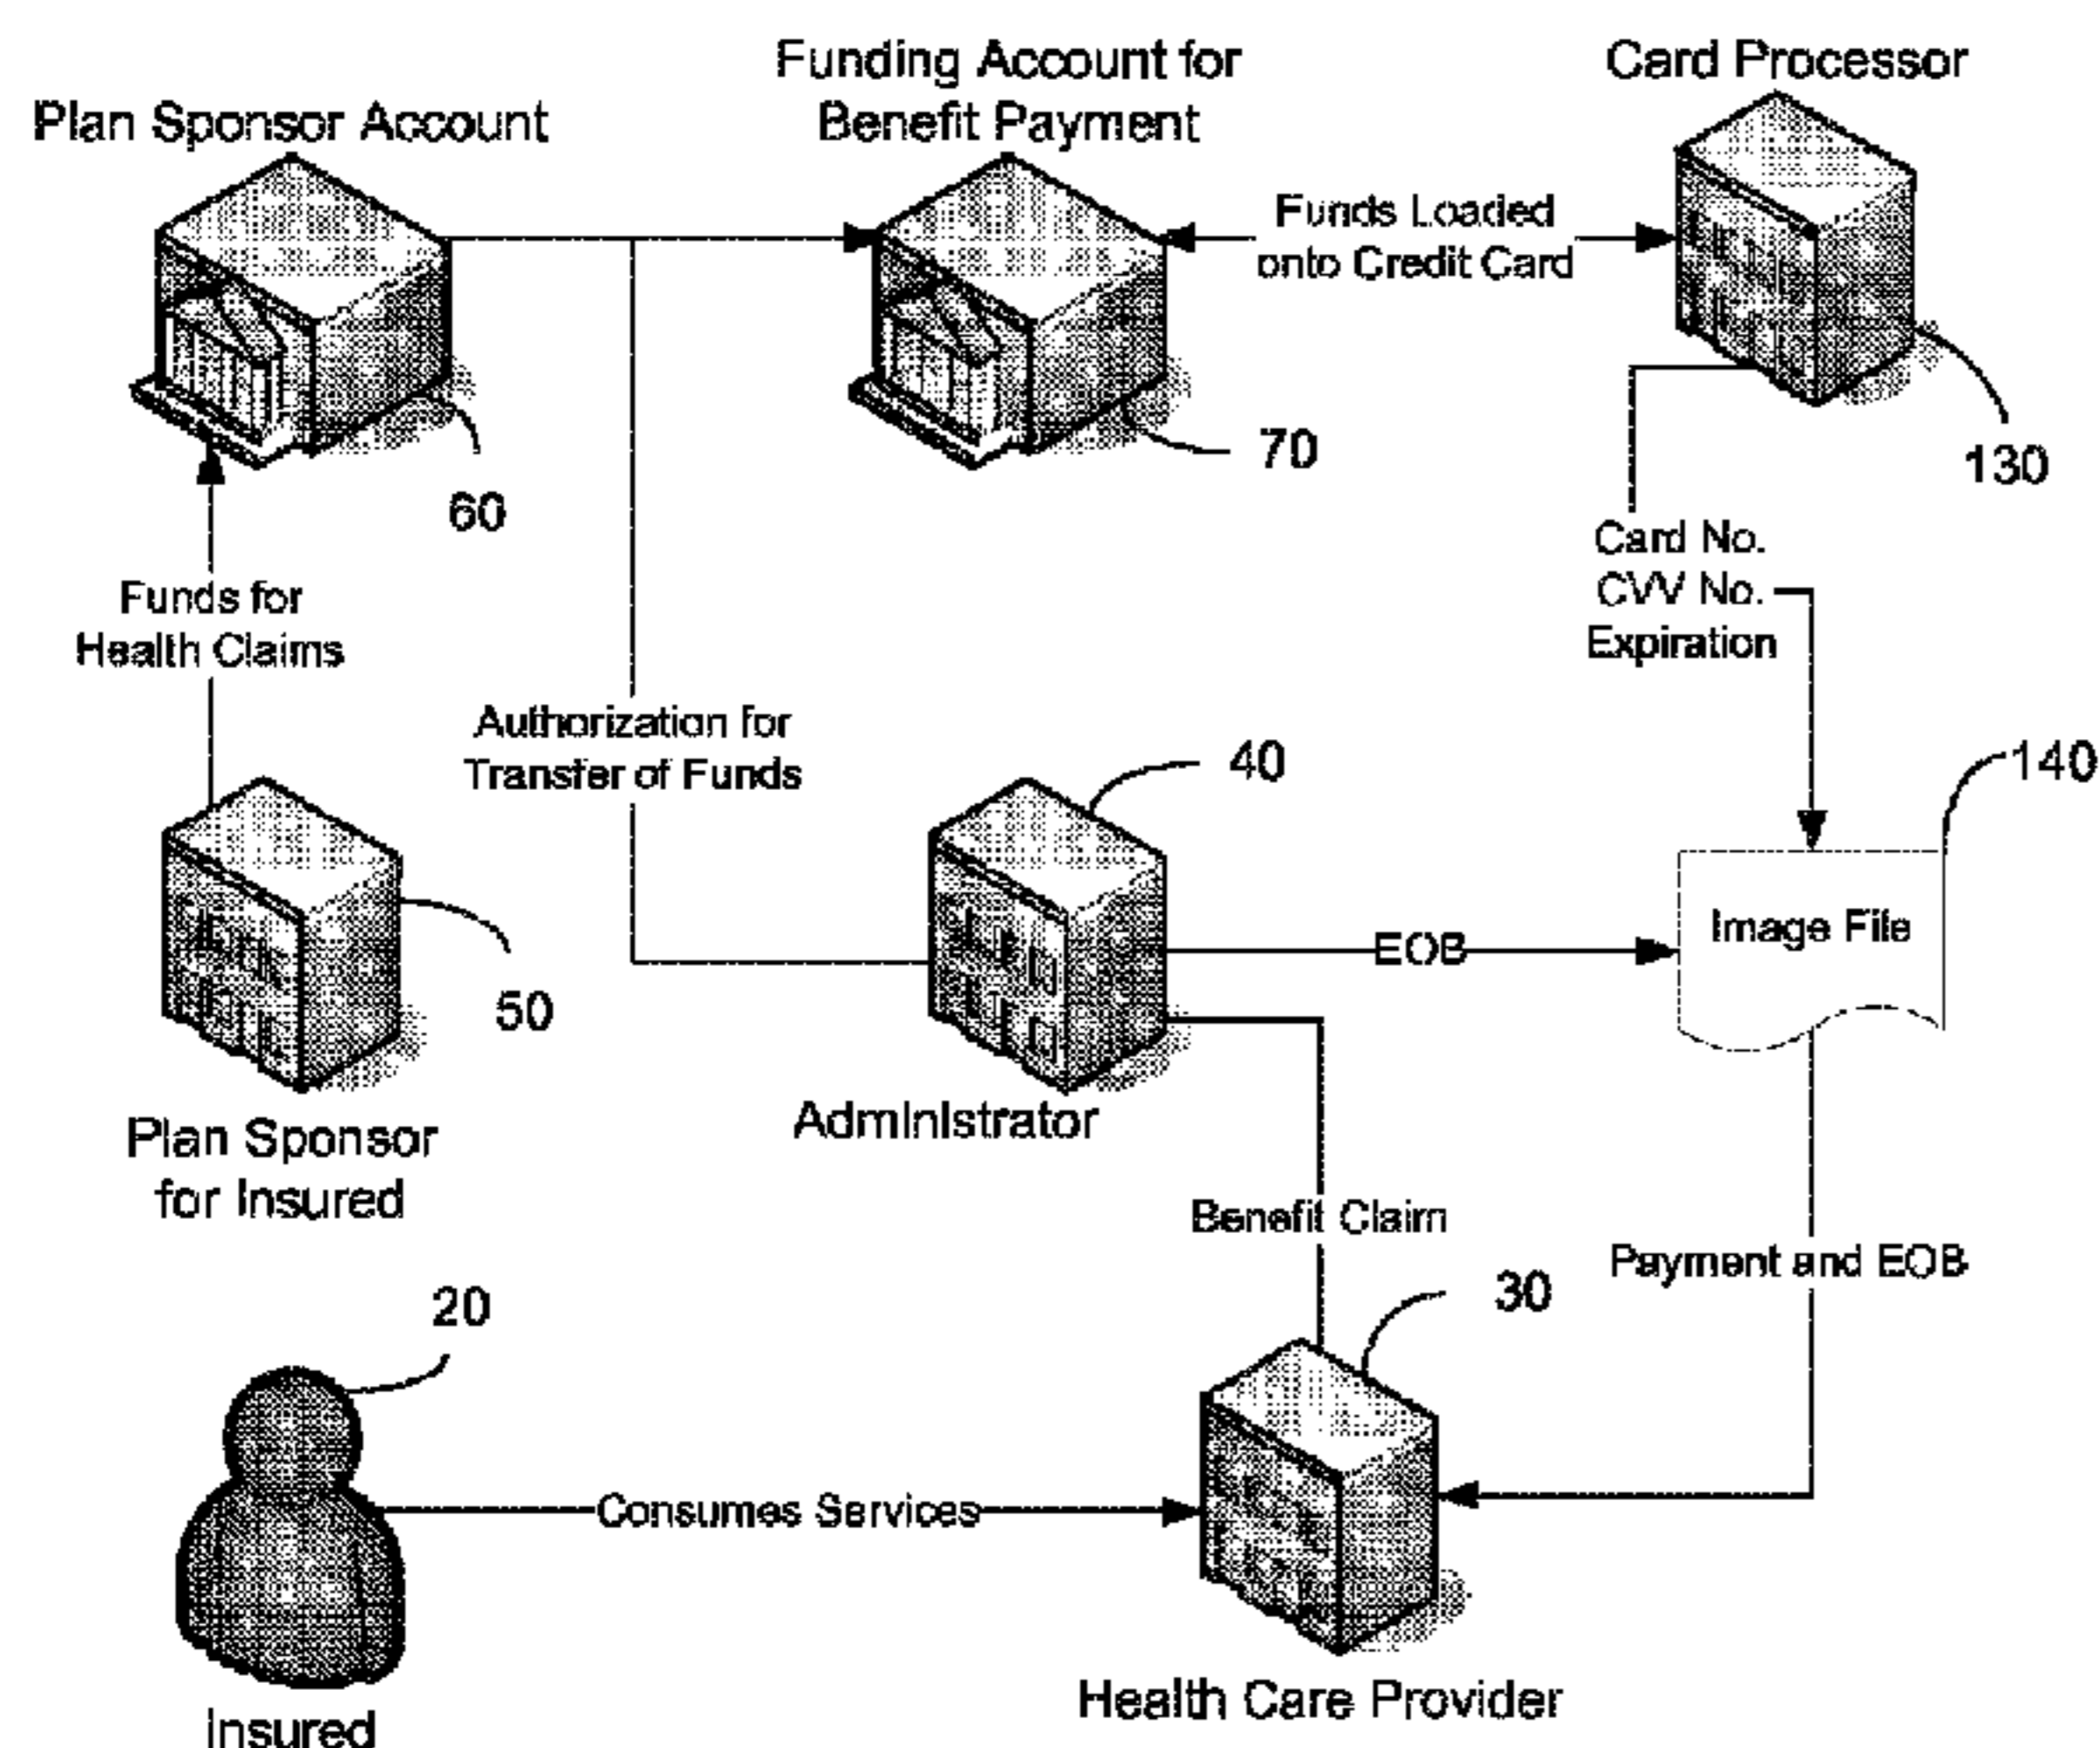 Funding Account for
Benefit Payment
Card Processor
Plan Sponsor Account
Funds Loaded
onto Credit Card
70
130
60
Card No.
CVV No.
Expiration
Funds for
Health Claims
Authorization for
Transfer of Funds
40
140
Image File
EOB
50
Administrator
Plan Sponsor
for Insured
Benefit Claim
Payment and EOB
30
20
Consumes Services
Health Care Provider
Insured